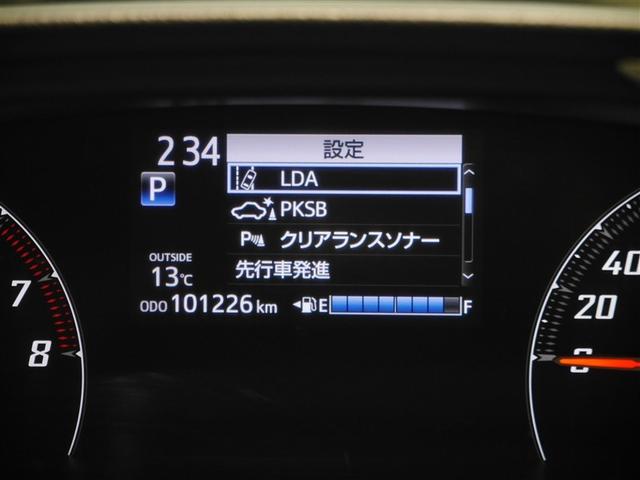 2 34
設定
P
LDA
PKSB
P クリアランスソナー
先行車発進
OUTSIDE
13℃
ODO 101226 km
E F
7
8
40
20
0